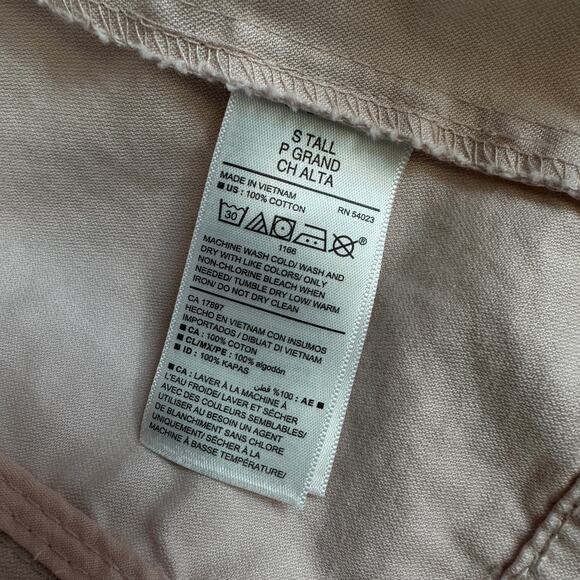 S TALL
P GRAND
CH ALTA
MADE IN VIETNAM
■ US : 100% COTTON RN 54023
30
®
1166
MACHINE WASH COLD/ WASH AND
DRY WITH LIKE COLORS/ ONLY
NON-CHLORINE BLEACH WHEN
NEEDED/ TUMBLE DRY LOW/ WARM
IRON/ DO NOT DRY CLEAN
CA 17897
HECHO EN VIETNAM CON INSUMOS
IMPORTADOS / DIBUAT DI VIETNAM
■ CA : 100% COTON
■ CL/MX/PE : 100% algodón
■ ID : 100% KAPAS
■ AE : 100% قطن
■ CA : LAVER À LA MACHINE À
L'EAU FROIDE/ LAVER ET SÉCHER
AVEC DES COULEURS SEMBLABLES/
UTILISER AU BESOIN UN AGENT
DE BLANCHIMENT SANS CHLORE
UNIQUEMENT/ SÉCHER À LA
MACHINE À BASSE TEMPÉRATURE/